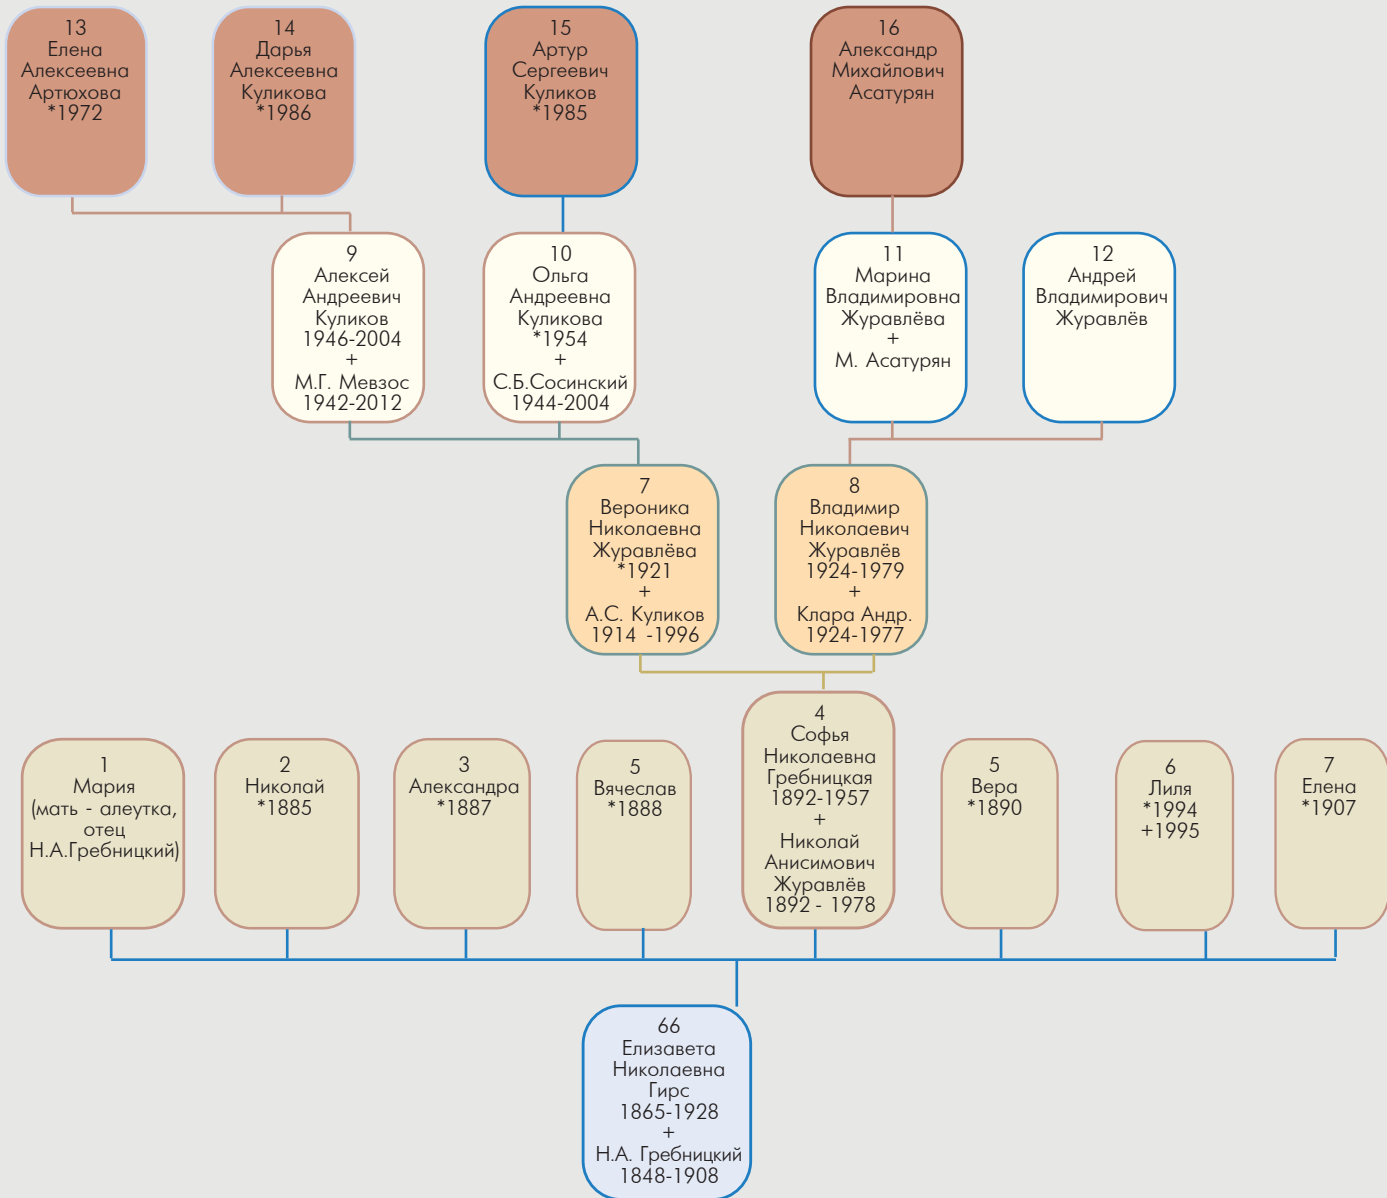 13
Елена
Алексеевна
Артюхова
*1972
14
Дарья
Алексеевна
Куликова
*1986
15
Артур
Сергеевич
Куликов
*1985
16
Александр
Михайлович
Асатурян
9
Алексей
Андреевич
Куликов
1946-2004
+
М.Г. Мевзос
1942-2012
10
Ольга
Андреевна
Куликова
*1954
+
С.Б.Сосинский
1944-2004
11
Марина
Владимировна
Журавлёва
+
М. Асатурян
12
Андрей
Владимирович
Журавлёв
7
Вероника
Николаевна
Журавлёва
*1921
+
А.С. Куликов
1914 -1996
8
Владимир
Николаевич
Журавлёв
1924-1979
+
Клара Андр.
1924-1977
1
Мария
(мать - алеутка,
отец
Н.А.Гребницкий)
2
Николай
*1885
3
Александра
*1887
5
Вячеслав
*1888
4
Софья
Николаевна
Гребницкая
1892-1957
+
Николай
Анисимович
Журавлёв
1892 - 1978
5
Вера
*1890
6
Лиля
*1994
+1995
7
Елена
*1907
66
Елизавета
Николаевна
Гирс
1865-1928
+
Н.А. Гребницкий
1848-1908